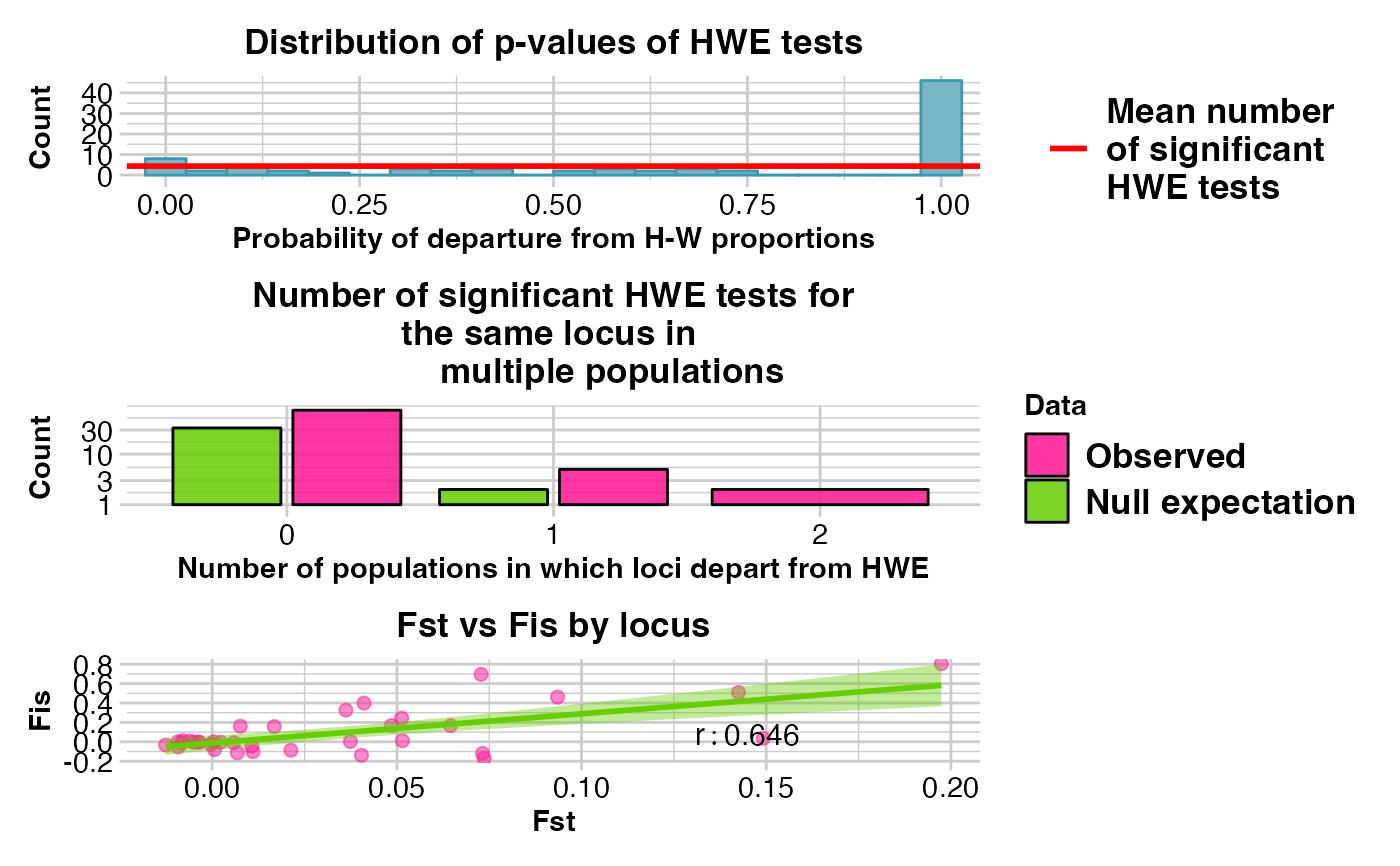 Distribution of p-values of HWE tests
Count
40
30
20
10
0
0.00 0.25 0.50 0.75 1.00
Probability of departure from H-W proportions
Mean number
of significant
HWE tests
Number of significant HWE tests for
the same locus in
multiple populations
Count
30
10
3
1
0 1 2
Number of populations in which loci depart from HWE
Data
Observed
Null expectation
Fst vs Fis by locus
Fis
0.8
0.6
0.4
0.2
0.0
-0.2
r : 0.646
0.00 0.05 0.10 0.15 0.20
Fst